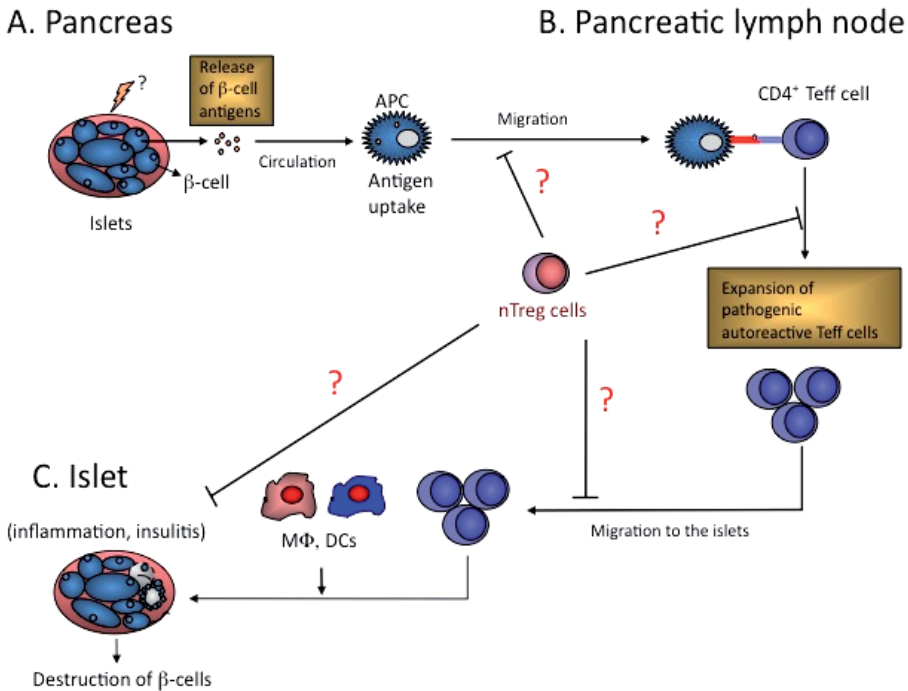 A. Pancreas
B. Pancreatic lymph node
?
Release
of β-cell
antigens
APC
Migration
CD4⁺ Teff cell
Circulation
β-cell
Antigen
uptake
Islets
?
?
nTreg cells
Expansion of
pathogenic
autoreactive Teff cells
?
?
C. Islet
(inflammation, insulitis)
MΦ, DCs
Migration to the islets
Destruction of β-cells